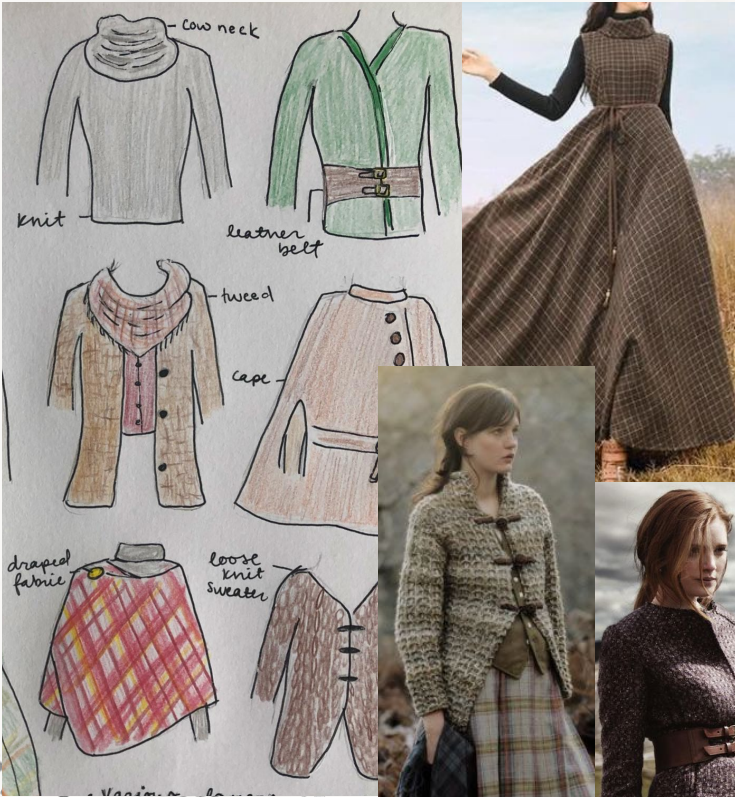 cow neck
knit
leather
belt
tweed
cape
draped
fabric
loose
knit
sweater